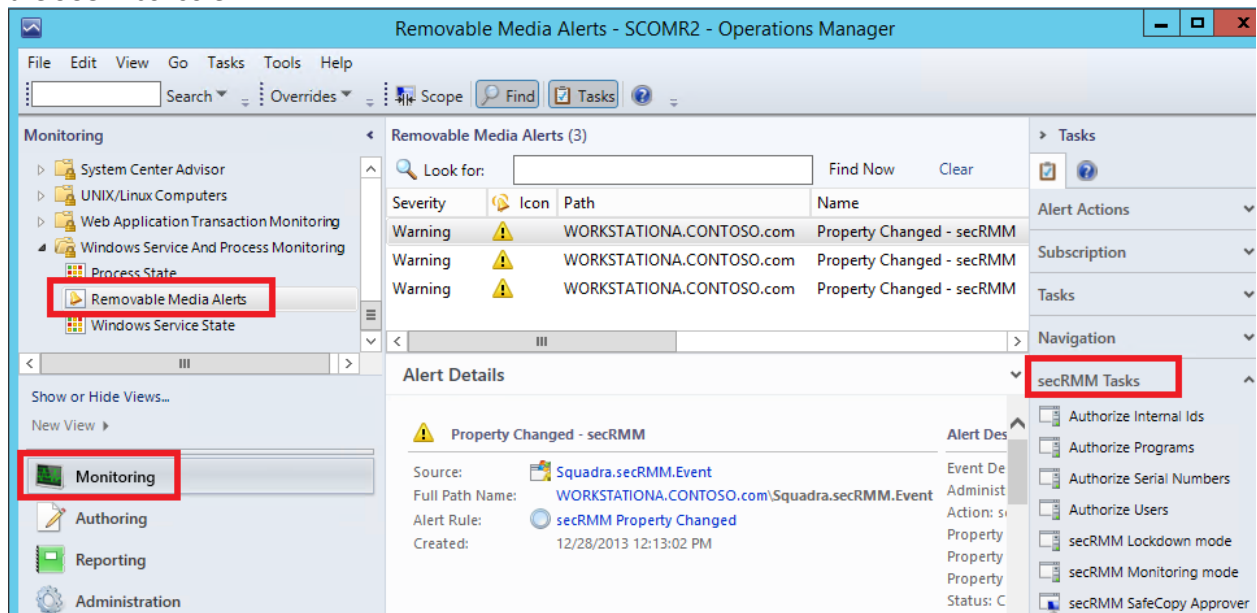 Removable Media Alerts - SCOMR2 - Operations Manager
File Edit View Go Tasks Tools Help
Search Overrides Scope Find Tasks
Monitoring
System Center Advisor
UNIX/Linux Computers
Web Application Transaction Monitoring
Windows Service And Process Monitoring
Process State
Removable Media Alerts
Windows Service State
Show or Hide Views...
New View
Monitoring
Authoring
Reporting
Administration
Removable Media Alerts (3)
Look for: Find Now Clear
Severity Icon Path Name
Warning WORKSTATIONA.CONTOSO.com Property Changed - secRMM
Warning WORKSTATIONA.CONTOSO.com Property Changed - secRMM
Warning WORKSTATIONA.CONTOSO.com Property Changed - secRMM
Alert Details
Property Changed - secRMM
Source: Squadra.secRMM.Event
Full Path Name: WORKSTATIONA.CONTOSO.com\Squadra.secRMM.Event
Alert Rule: secRMM Property Changed
Created: 12/28/2013 12:13:02 PM
Alert Des
Event De
Administ
Action: s
Property
Property
Property
Status: C
Tasks
Alert Actions
Subscription
Tasks
Navigation
secRMM Tasks
Authorize Internal Ids
Authorize Programs
Authorize Serial Numbers
Authorize Users
secRMM Lockdown mode
secRMM Monitoring mode
secRMM SafeCopy Approver